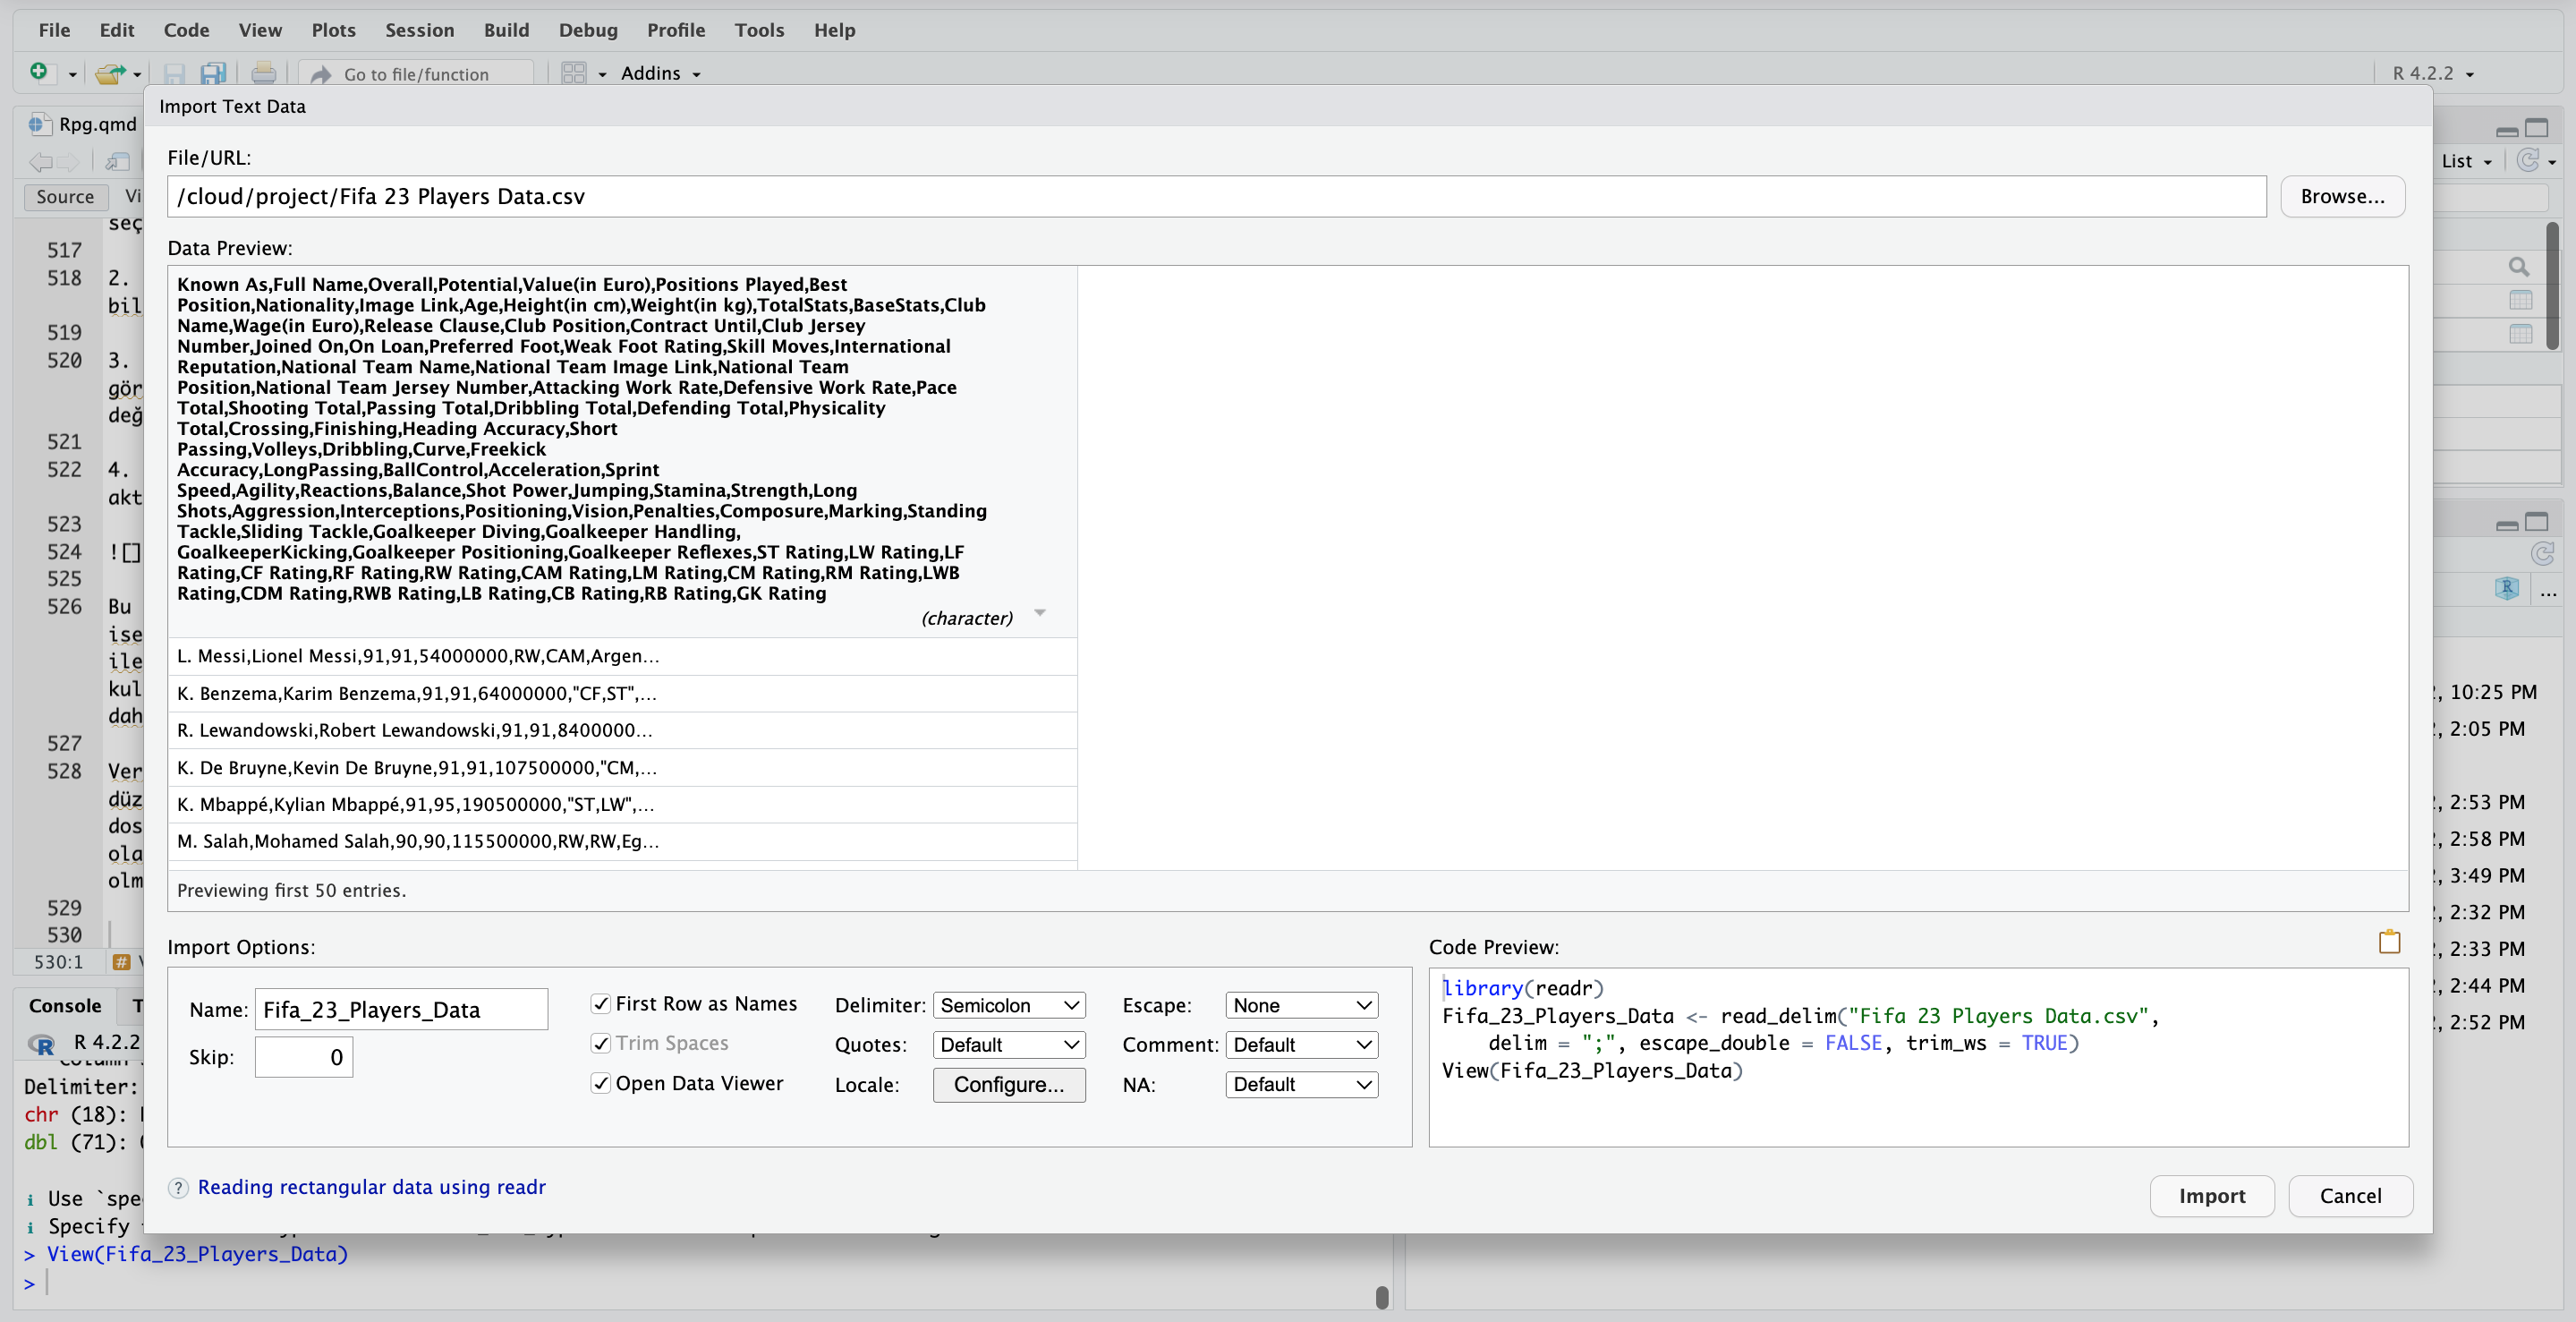 File Edit Code View Plots Session Build Debug Profile Tools Help
Go to file/function Addins R 4.2.2
Import Text Data
Rpg.qmd
File/URL:
List
/cloud/project/Fifa 23 Players Data.csv Browse...
Source
Data Preview:
517
518 2.
519
520 3.
521
522 4.
523
524 ![]
525
526 Bu
527
528
529
530
Known As,Full Name,Overall,Potential,Value(in Euro),Positions Played,Best
Position,Nationality,Image Link,Age,Height(in cm),Weight(in kg),TotalStats,BaseStats,Club
Name,Wage(in Euro),Release Clause,Club Position,Contract Until,Club Jersey
Number,Joined On,On Loan,Preferred Foot,Weak Foot Rating,Skill Moves,International
Reputation,National Team Name,National Team Image Link,National Team
Position,National Team Jersey Number,Attacking Work Rate,Defensive Work Rate,Pace
Total,Shooting Total,Passing Total,Dribbling Total,Defending Total,Physicality
Total,Crossing,Finishing,Heading Accuracy,Short
Passing,Volleys,Dribbling,Curve,Freekick
Accuracy,LongPassing,BallControl,Acceleration,Sprint
Speed,Agility,Reactions,Balance,Shot Power,Jumping,Stamina,Strength,Long
Shots,Aggression,Interceptions,Positioning,Vision,Penalties,Composure,Marking,Standing
Tackle,Sliding Tackle,Goalkeeper Diving,Goalkeeper Handling,
GoalkeeperKicking,Goalkeeper Positioning,Goalkeeper Reflexes,ST Rating,LW Rating,LF
Rating,CF Rating,RF Rating,RW Rating,CAM Rating,LM Rating,CM Rating,RM Rating,LWB
Rating,CDM Rating,RWB Rating,LB Rating,CB Rating,RB Rating,GK Rating
(character)
L. Messi,Lionel Messi,91,91,54000000,RW,CAM,Argen...
K. Benzema,Karim Benzema,91,91,64000000,"CF,ST",...
R. Lewandowski,Robert Lewandowski,91,91,8400000...
K. De Bruyne,Kevin De Bruyne,91,91,107500000,"CM,...
K. Mbappé,Kylian Mbappé,91,95,190500000,"ST,LW",...
M. Salah,Mohamed Salah,90,90,115500000,RW,RW,Eg...
Previewing first 50 entries.
10:25 PM
2:05 PM
2:53 PM
2:58 PM
3:49 PM
2:32 PM
2:33 PM
2:44 PM
2:52 PM
530:1
Import Options:
Name: Fifa_23_Players_Data
Skip: 0
First Row as Names
Trim Spaces
Open Data Viewer
Delimiter: Semicolon
Quotes: Default
Locale: Configure...
Escape: None
Comment: Default
NA: Default
Code Preview:
library(readr)
Fifa_23_Players_Data <- read_delim("Fifa 23 Players Data.csv",
    delim = ";", escape_double = FALSE, trim_ws = TRUE)
View(Fifa_23_Players_Data)
Reading rectangular data using readr
Import Cancel
Console
R 4.2.2
Delimiter:
chr (18):
dbl (71):
i Use `spe
i Specify
> View(Fifa_23_Players_Data)
>